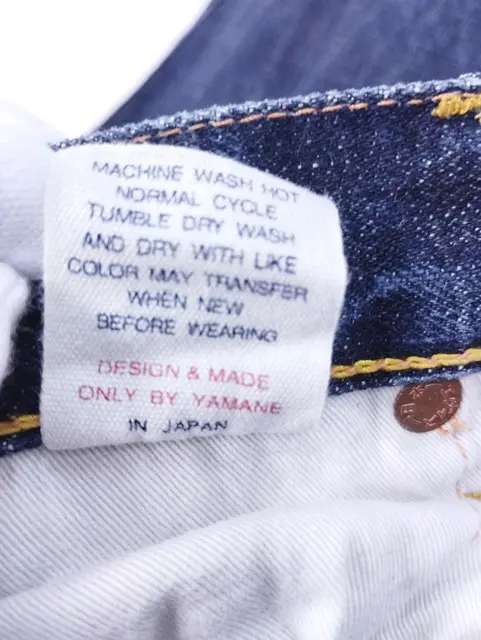 MACHINE WASH HOT
NORMAL CYCLE
TUMBLE DRY WASH
AND DRY WITH LIKE
COLOR MAY TRANSFER
WHEN NEW
BEFORE WEARING
DESIGN & MADE
ONLY BY YAMANE
IN JAPAN